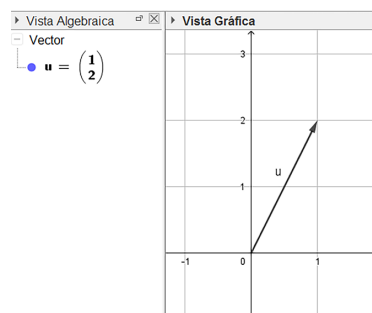 Vista Algebraica
Vector
u = (1
2)
Vista Gráfica
3
2
u
1
-1 0 1